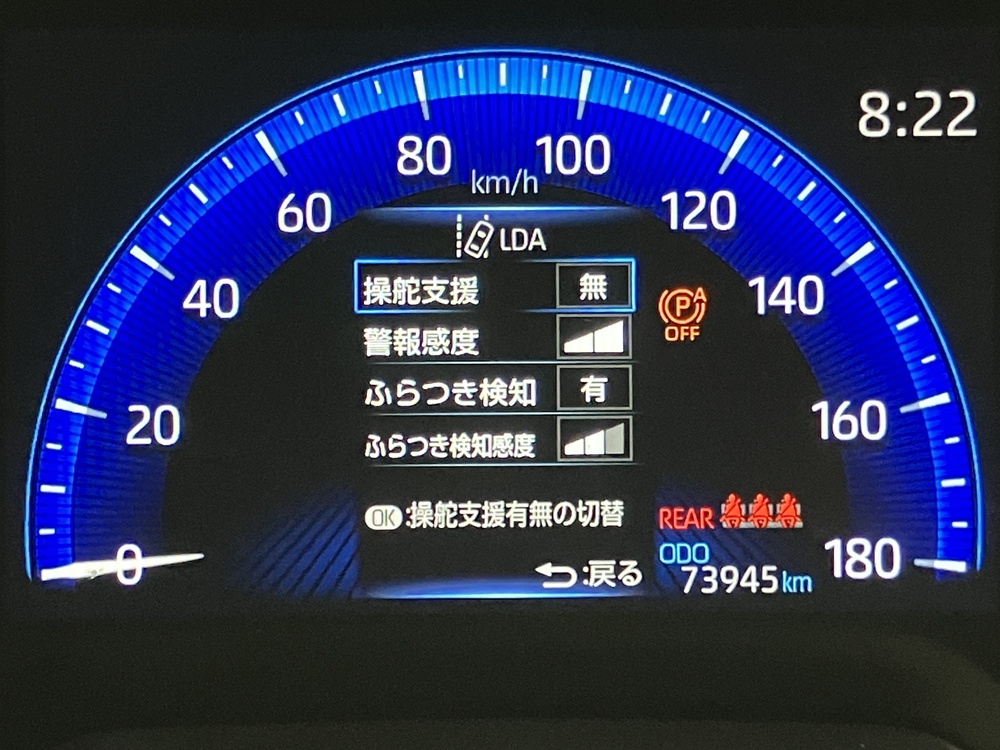 8:22
80
100
km/h
60
120
LDA
40
140
操舵支援 無
P A
OFF
警報感度
ふらつき検知 有
20
160
ふらつき検知感度
OK:操舵支援有無の切替
REAR
ODO
0
180
:戻る
73945km